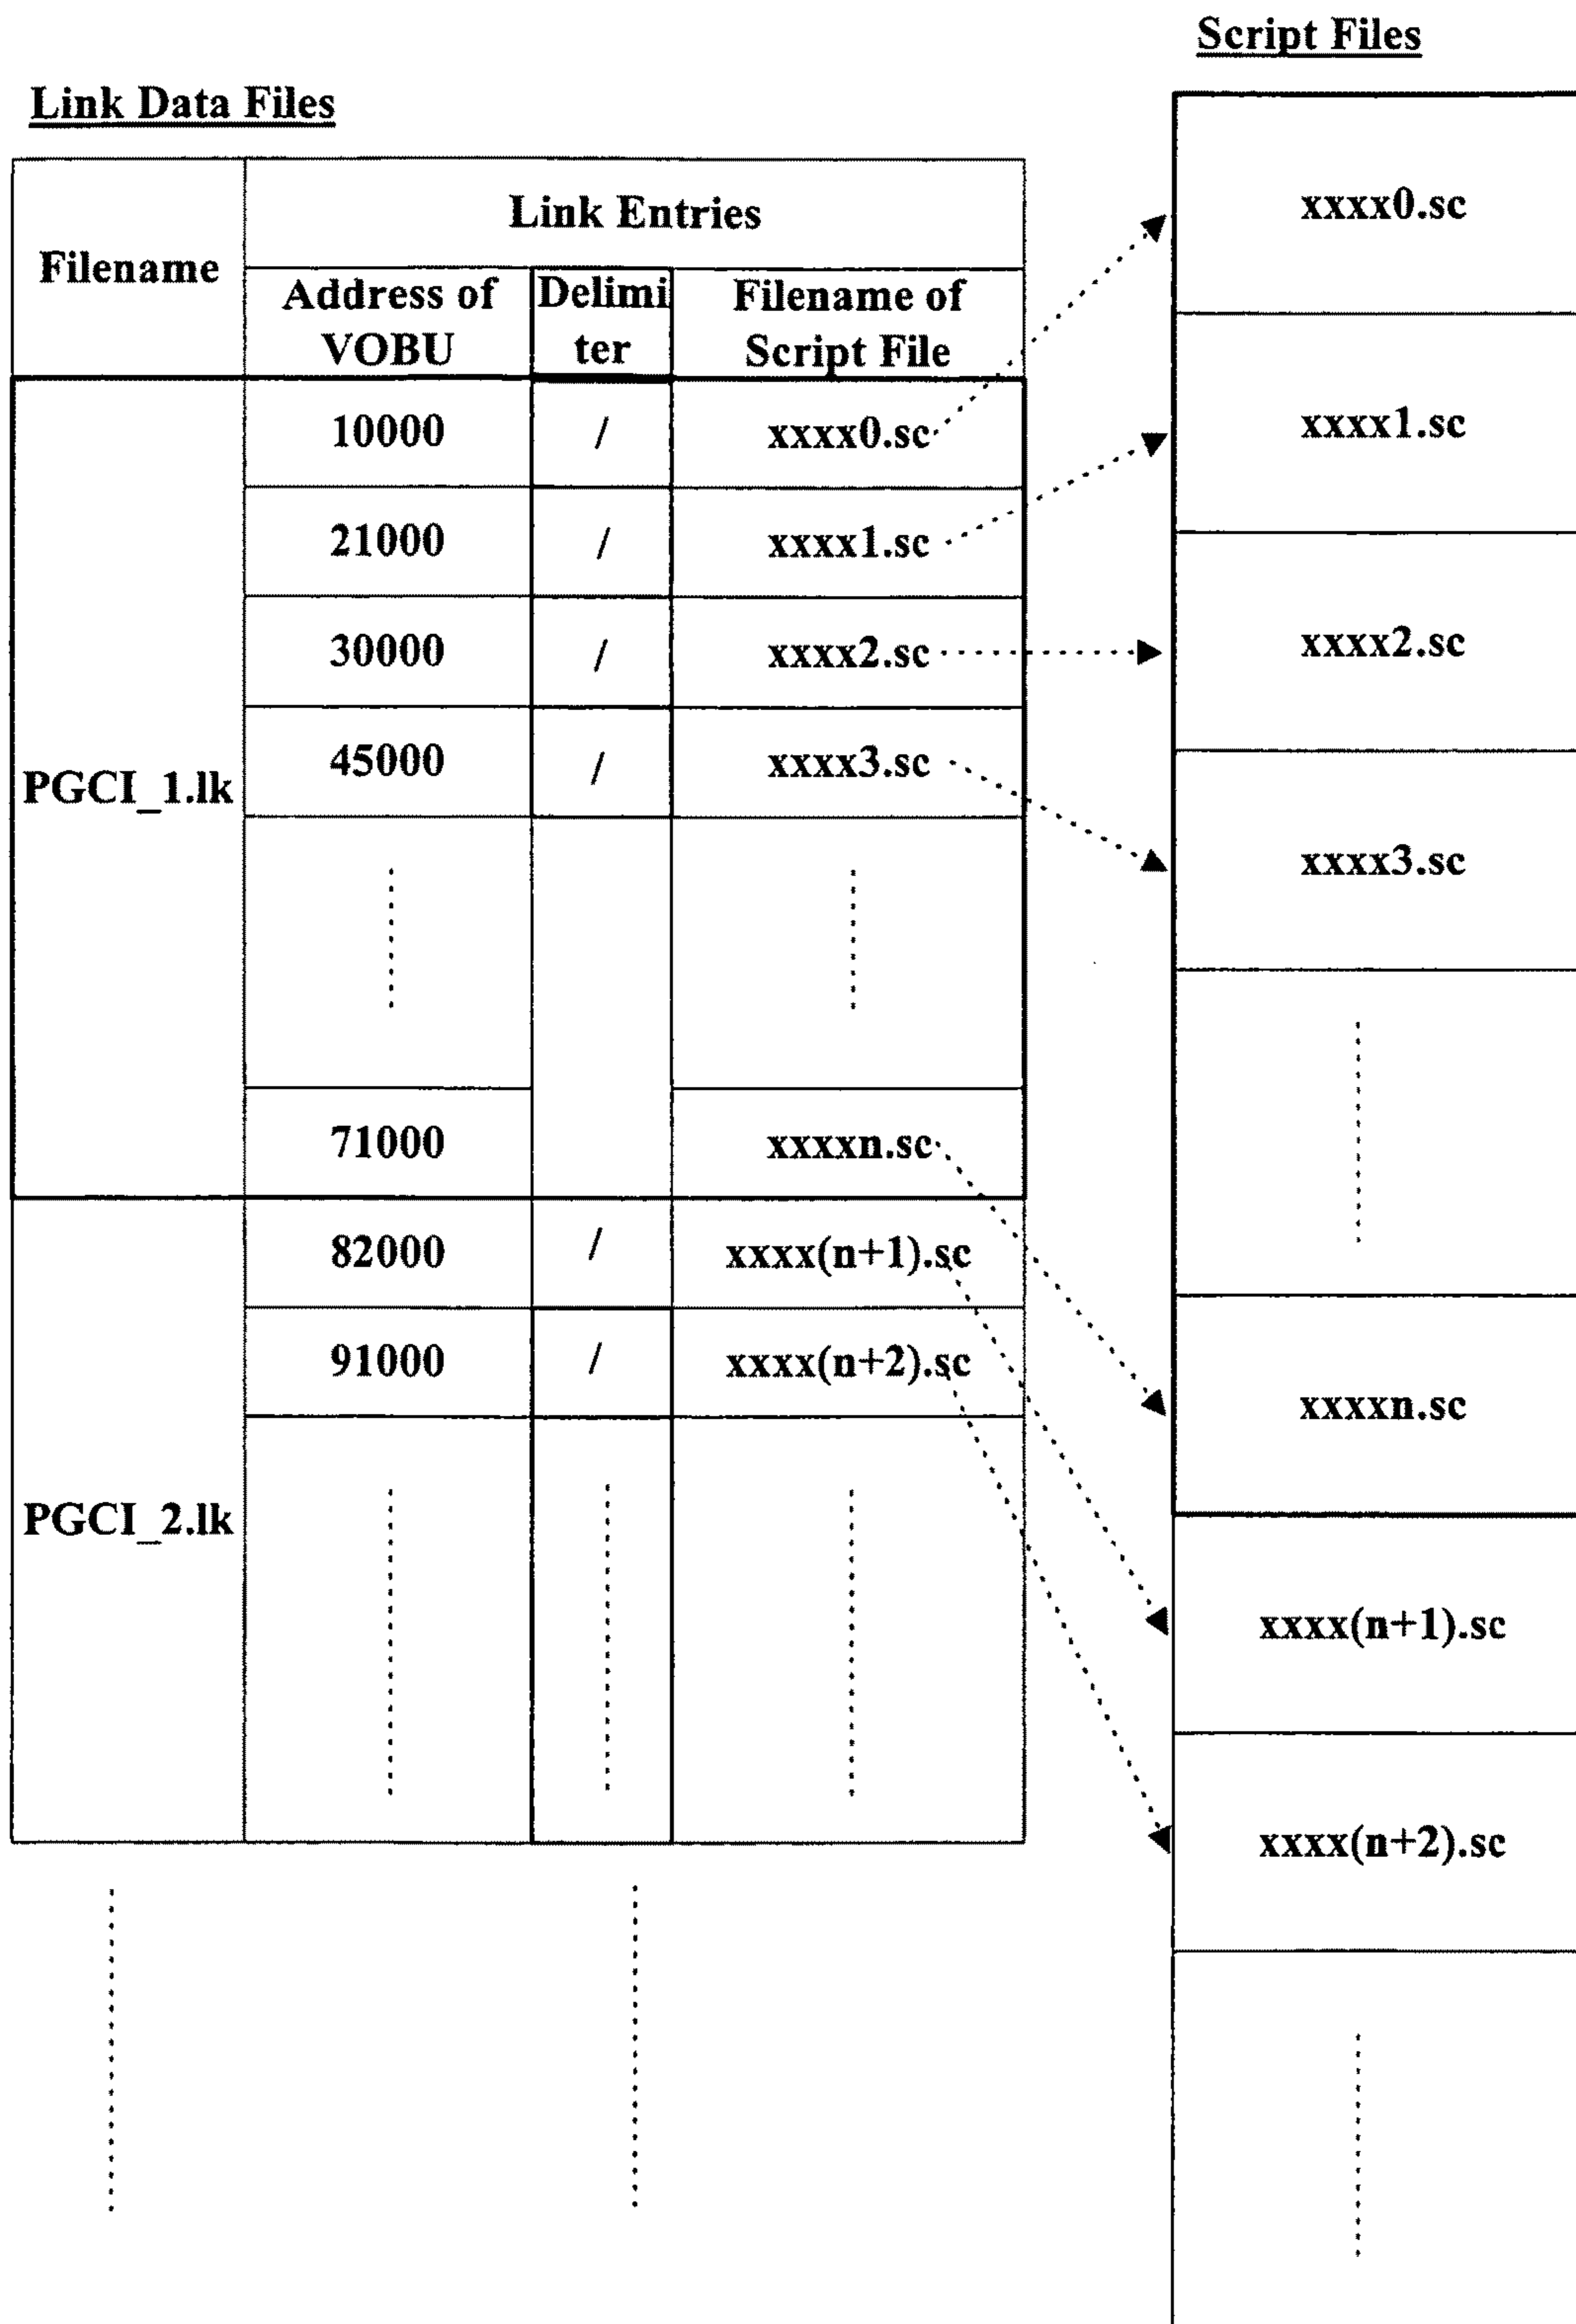 Script Files
Link Data Files
Filename
Link Entries
Address of
VOBU
Delimi
ter
Filename of
Script File
PGCI_1.lk
10000 / xxxx0.sc
21000 / xxxx1.sc
30000 / xxxx2.sc
45000 / xxxx3.sc
71000 xxxxn.sc
PGCI_2.lk
82000 / xxxx(n+1).sc
91000 / xxxx(n+2).sc
xxxx0.sc
xxxx1.sc
xxxx2.sc
xxxx3.sc
xxxxn.sc
xxxx(n+1).sc
xxxx(n+2).sc